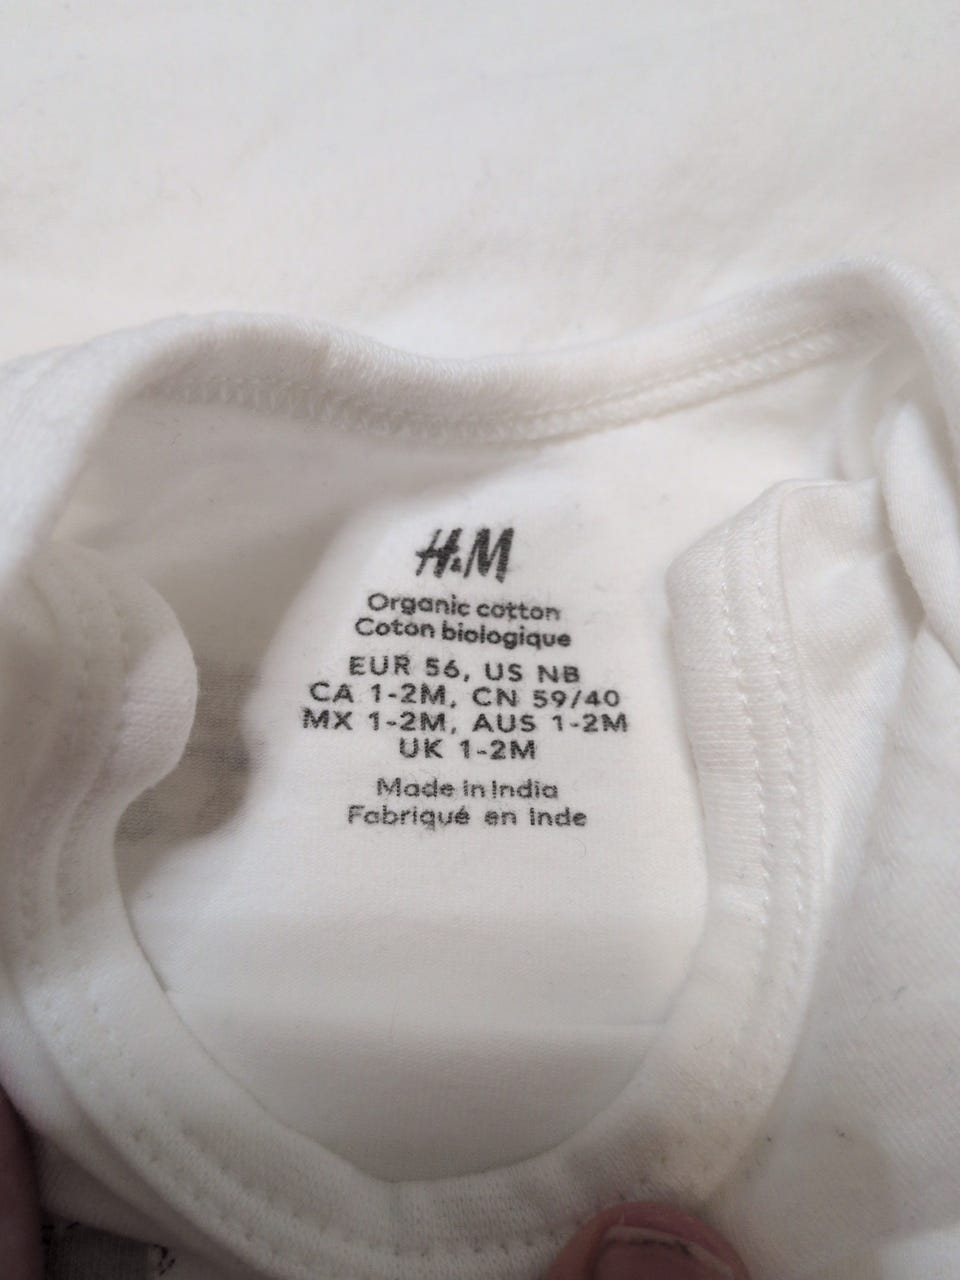 H&M
Organic cotton
Coton biologique
EUR 56, US NB
CA 1-2M, CN 59/40
MX 1-2M, AUS 1-2M
UK 1-2M
Made in India
Fabriqué en Inde